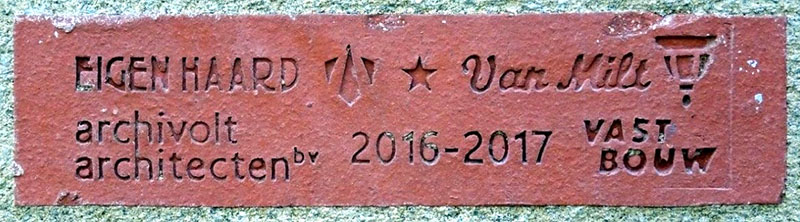 EIGEN HAARD ★ Van Milt
archivolt
architecten bv 2016-2017 VAST
BOUW